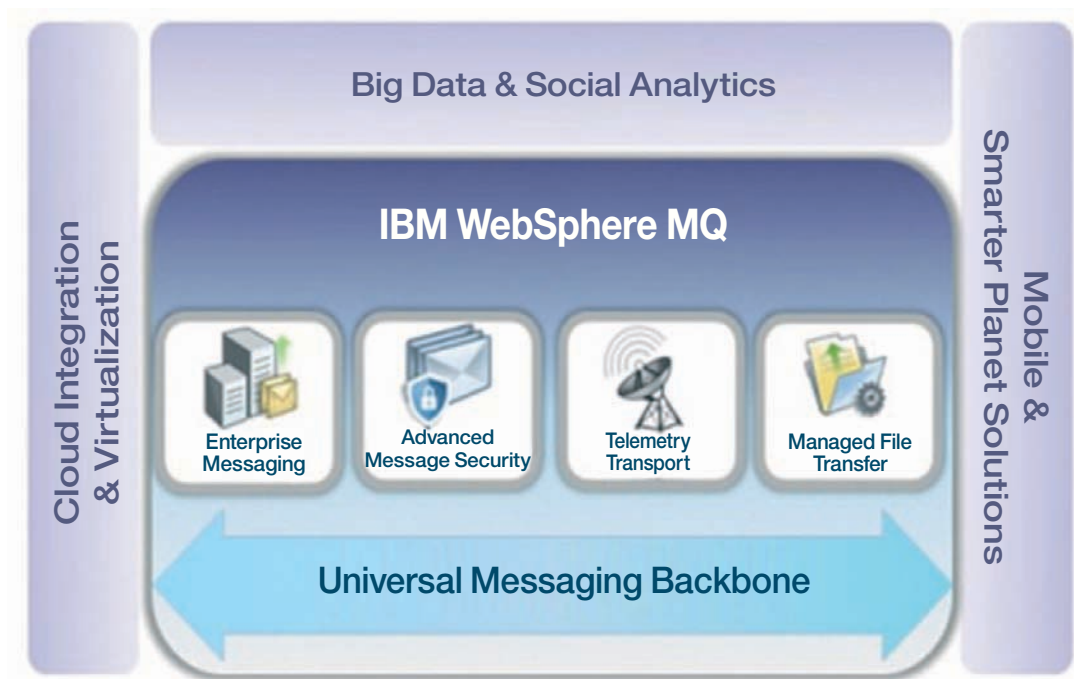 Big Data & Social Analytics
Cloud Integration
& Virtualization
IBM WebSphere MQ
Enterprise
Messaging
Advanced
Message Security
Telemetry
Transport
Managed File
Transfer
Universal Messaging Backbone
Mobile &
Smarter Planet Solutions